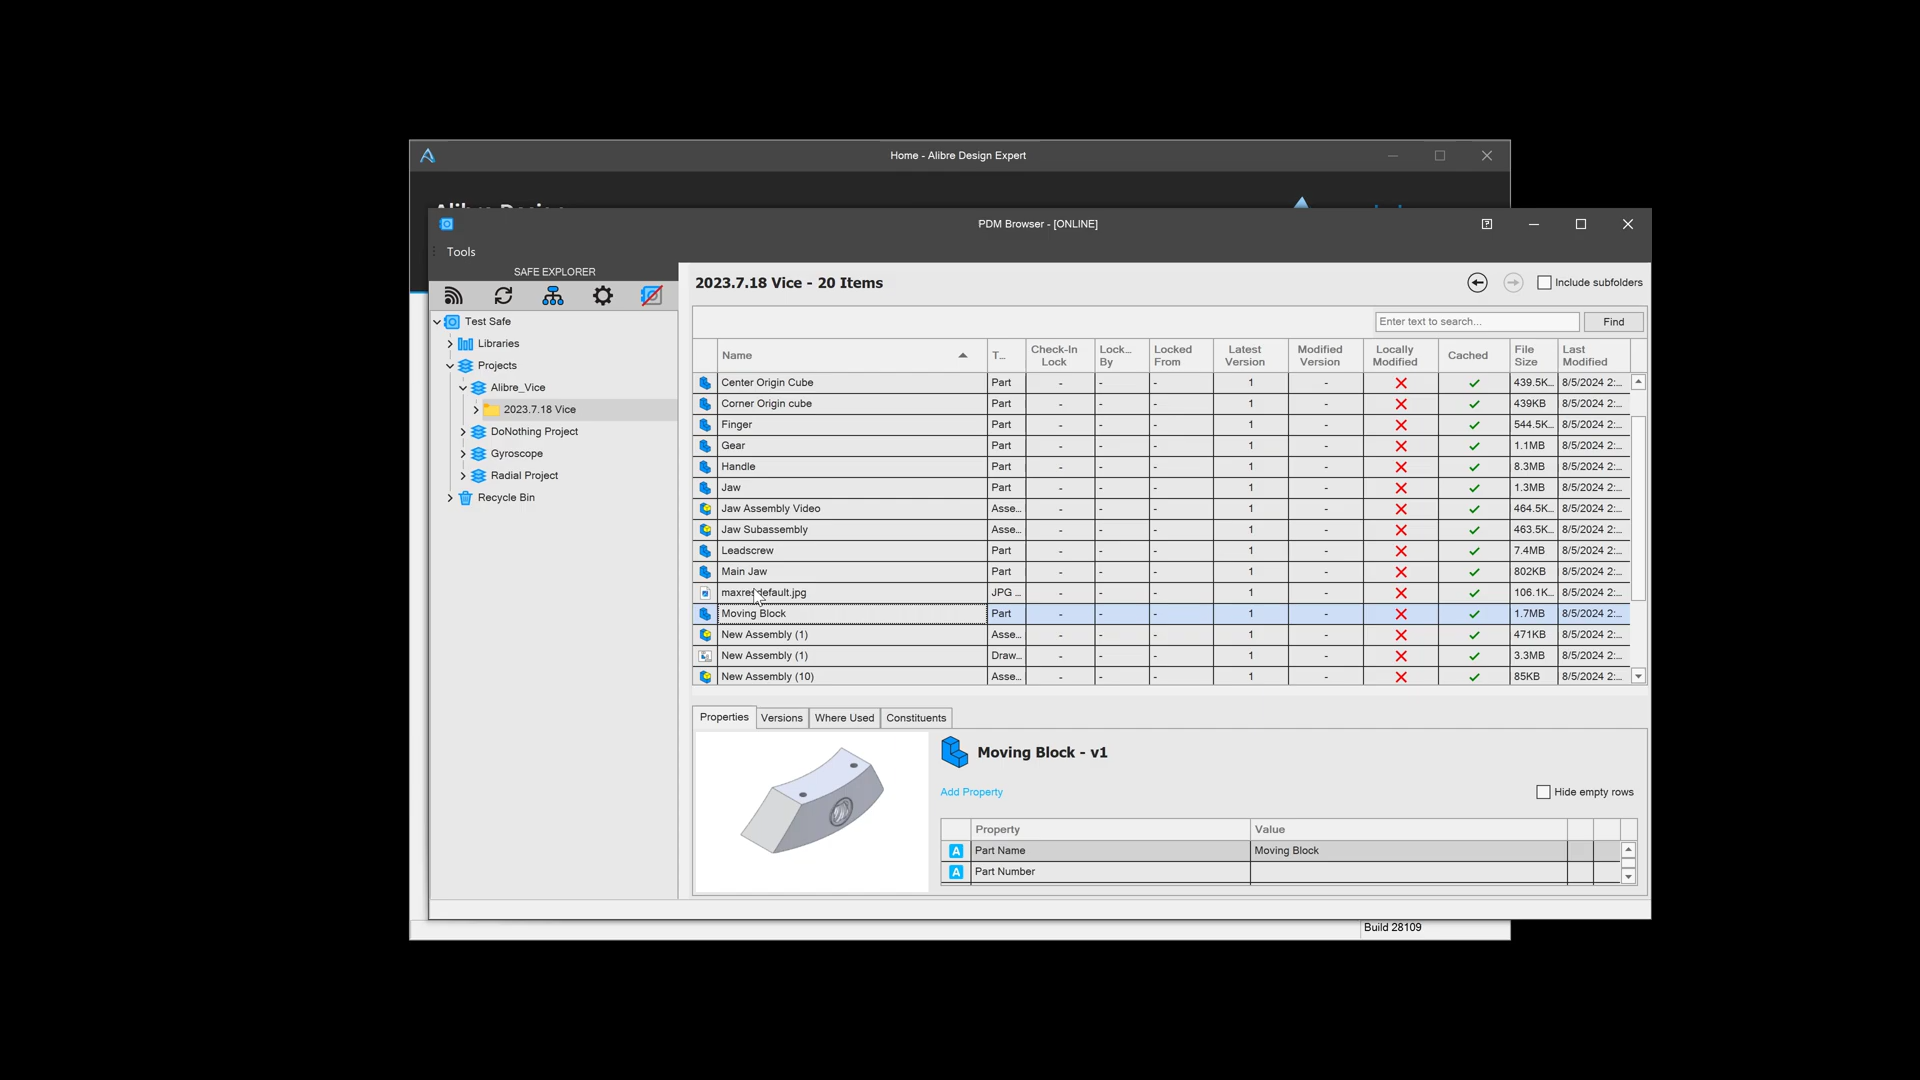 Home - Alibre Design Expert
Alibre Design
PDM Browser - [ONLINE]
Tools
SAFE EXPLORER
Test Safe
Libraries
Projects
Alibre_Vice
2023.7.18 Vice
DoNothing Project
Gyroscope
Radial Project
Recycle Bin
2023.7.18 Vice - 20 Items
Include subfolders
Enter text to search...
Find
Name T... Check-In Lock Lock... By Locked From Latest Version Modified Version Locally Modified Cached File Size Last Modified
Center Origin Cube Part - - - 1 - 439.5K... 8/5/2024 2:...
Corner Origin cube Part - - - 1 - 439KB 8/5/2024 2:...
Finger Part - - - 1 - 544.5K... 8/5/2024 2:...
Gear Part - - - 1 - 1.1MB 8/5/2024 2:...
Handle Part - - - 1 - 8.3MB 8/5/2024 2:...
Jaw Part - - - 1 - 1.3MB 8/5/2024 2:...
Jaw Assembly Video Asse... - - - 1 - 464.5K... 8/5/2024 2:...
Jaw Subassembly Asse... - - - 1 - 463.5K... 8/5/2024 2:...
Leadscrew Part - - - 1 - 7.4MB 8/5/2024 2:...
Main Jaw Part - - - 1 - 802KB 8/5/2024 2:...
maxresdefault.jpg JPG ... - - - 1 - 106.1K... 8/5/2024 2:...
Moving Block Part - - - 1 - 1.7MB 8/5/2024 2:...
New Assembly (1) Asse... - - - 1 - 471KB 8/5/2024 2:...
New Assembly (1) Draw... - - - 1 - 3.3MB 8/5/2024 2:...
New Assembly (10) Asse... - - - 1 - 85KB 8/5/2024 2:...
Properties Versions Where Used Constituents
Moving Block - v1
Add Property
Hide empty rows
Property Value
A Part Name Moving Block
A Part Number
Build 28109